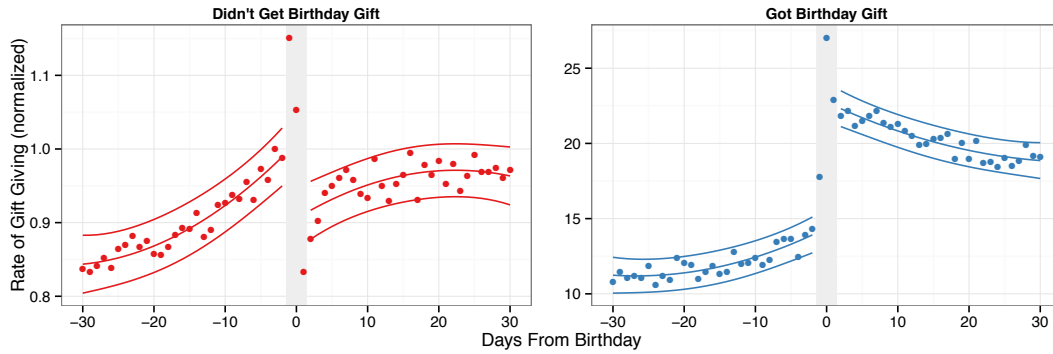 Didn't Get Birthday Gift
Got Birthday Gift
Rate of Gift Giving (normalized)
1.1
1.0
0.9
0.8
25
20
15
10
−30 −20 −10 0 10 20 30
−30 −20 −10 0 10 20 30
Days From Birthday